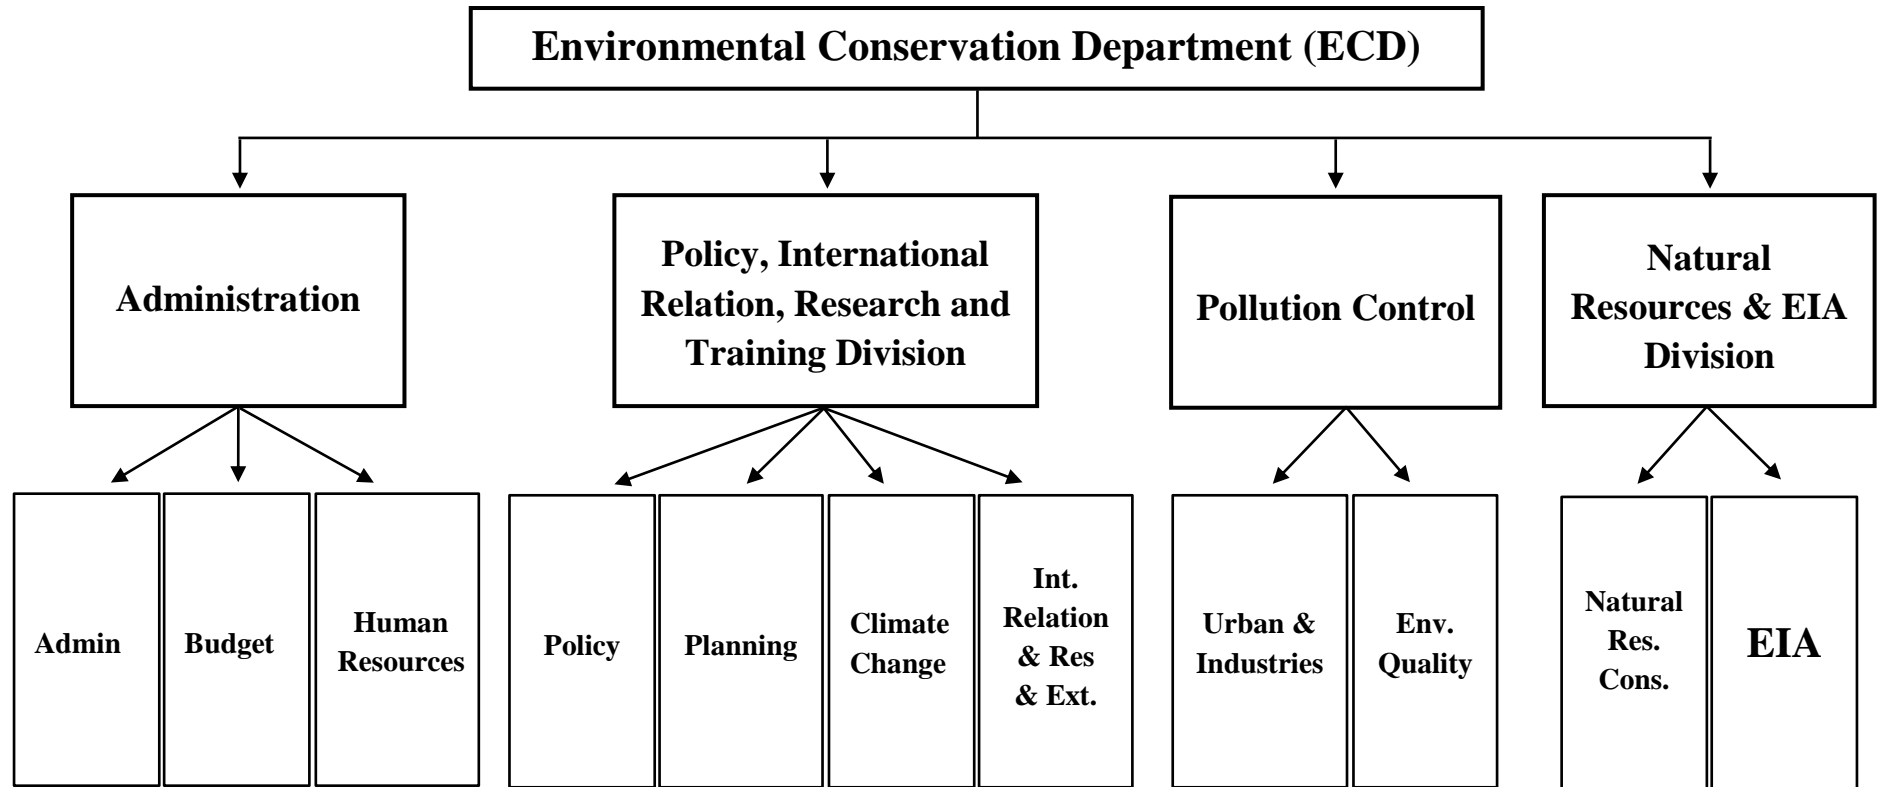 Environmental Conservation Department (ECD)
Administration
Policy, International
Relation, Research and
Training Division
Pollution Control
Natural
Resources & EIA
Division
Admin
Budget
Human
Resources
Policy
Planning
Climate
Change
Int.
Relation
& Res
& Ext.
Urban &
Industries
Env.
Quality
Natural
Res.
Cons.
EIA